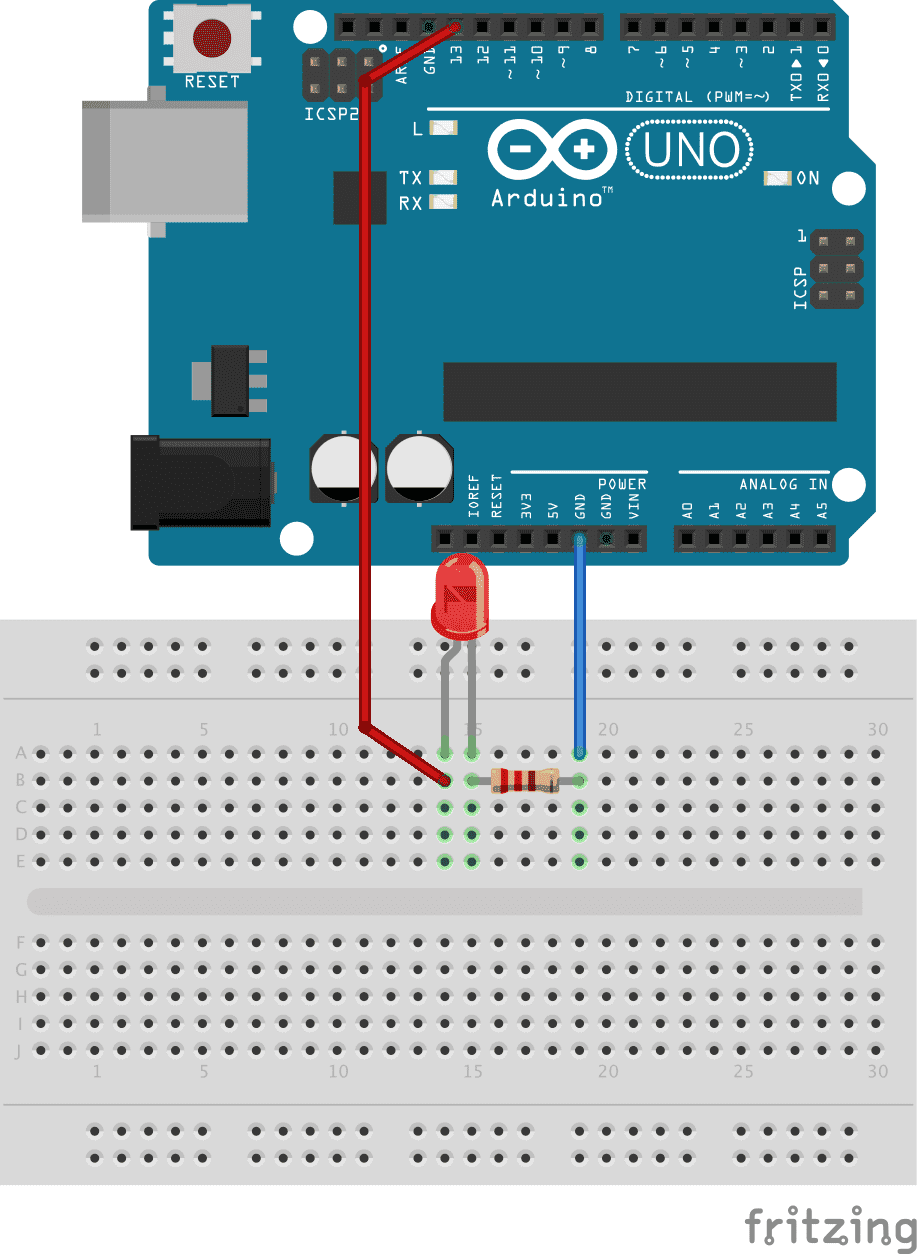 RESET
ICSP2
AREF
GND
13
12
~11
~10
~9
8
7
~6
~5
4
~3
2
TX0 ▶ 1
RX0 ◀ 0
DIGITAL (PWM=~)
L
TX
RX
Arduino™
UNO
ON
1
ICSP
IOREF
RESET
3V3
5V
GND
GND
VIN
POWER
ANALOG IN
A0
A1
A2
A3
A4
A5
1 5 10 15 20 25 30
A
B
C
D
E
F
G
H
I
J
1 5 10 15 20 25 30
fritzing